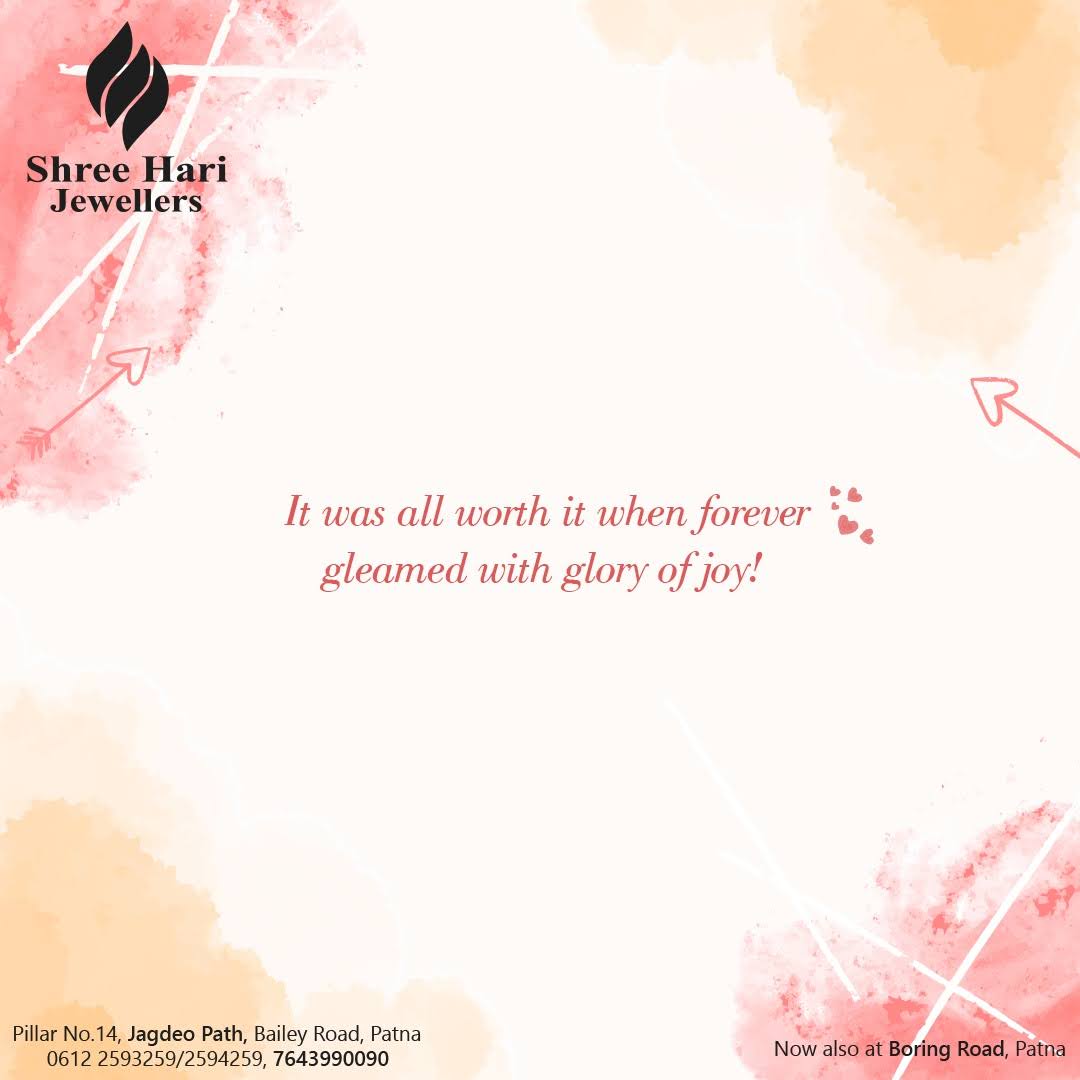 Shree Hari
Jewellers
It was all worth it when forever
gleamed with glory of joy!
Pillar No.14, Jagdeo Path, Bailey Road, Patna
0612 2593259/2594259, 7643990090
Now also at Boring Road, Patna